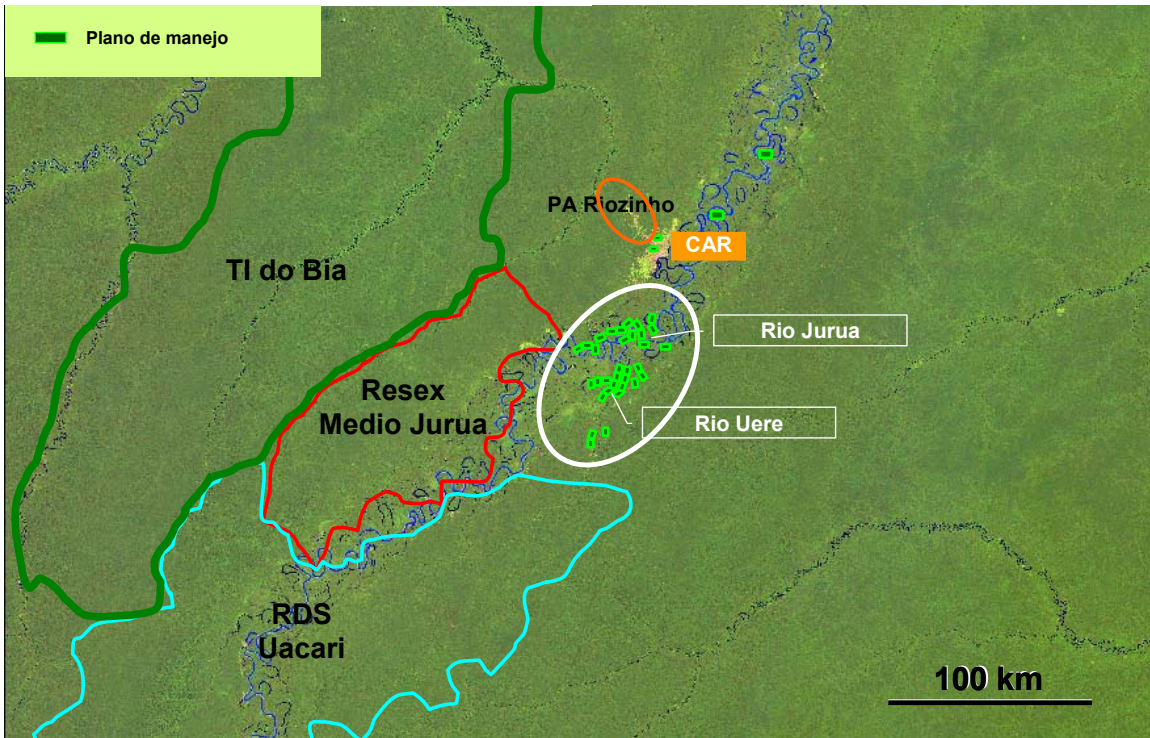 Plano de manejo
PA Riozinho
CAR
TI do Bia
Rio Jurua
Resex
Medio Jurua
Rio Uere
RDS
Uacari
100 km